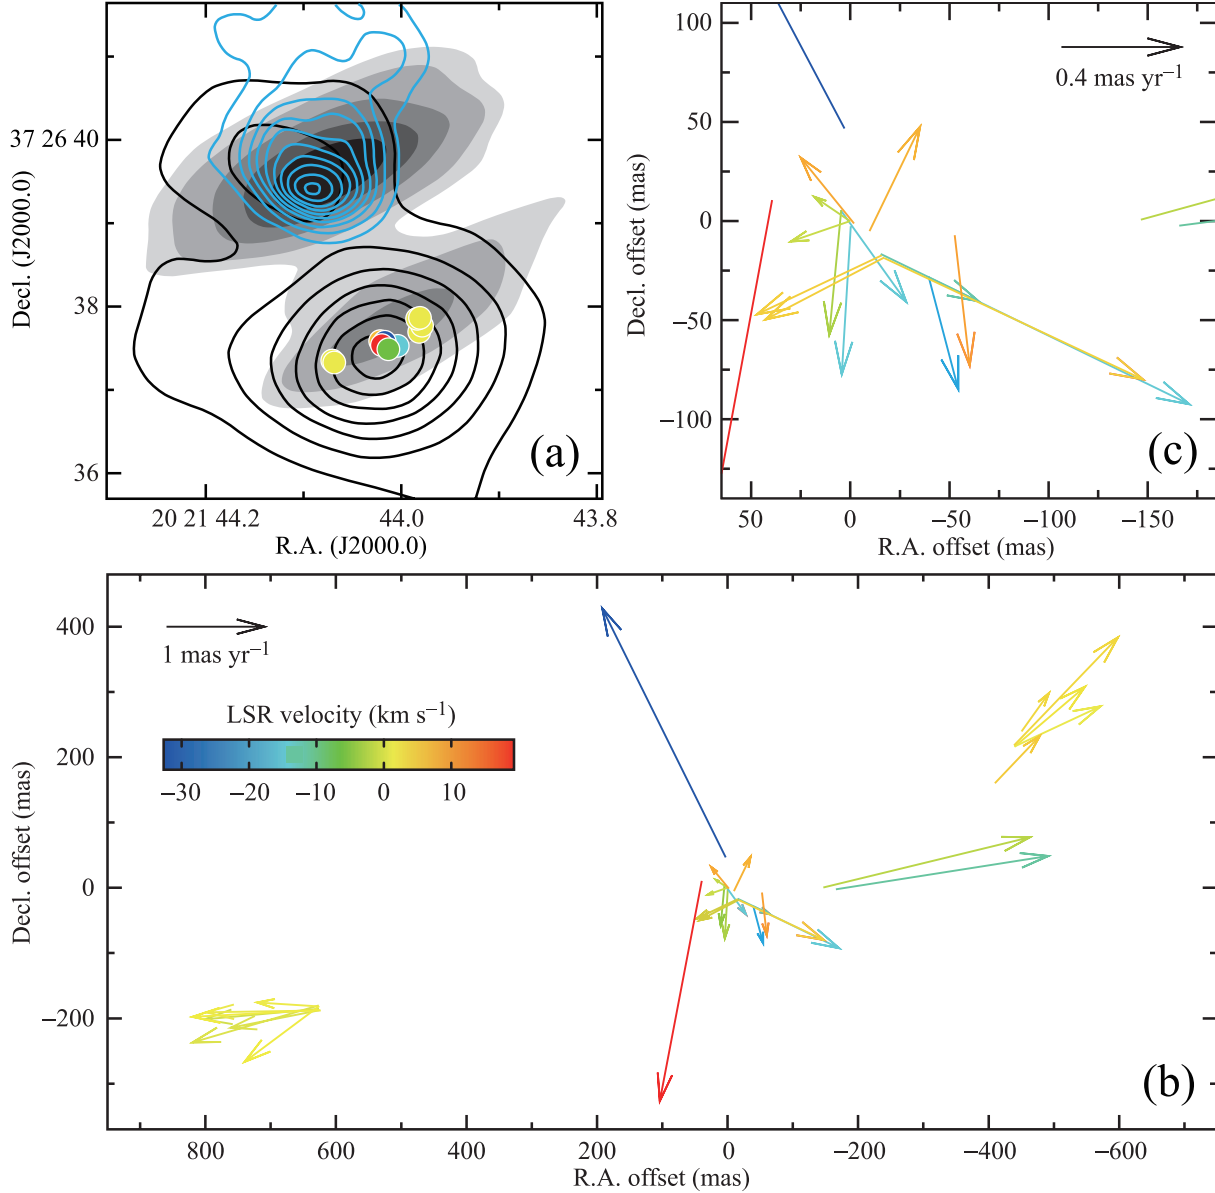 37 26 40
38
36
Decl. (J2000.0)
(a)
20 21 44.2
44.0
43.8
R.A. (J2000.0)
100
50
0
−50
−100
Decl. offset (mas)
0.4 mas yr−1
(c)
50
0
−50
−100
−150
R.A. offset (mas)
400
200
0
−200
Decl. offset (mas)
1 mas yr−1
LSR velocity (km s−1)
−30
−20
−10
0
10
(b)
800
600
400
200
0
−200
−400
−600
R.A. offset (mas)